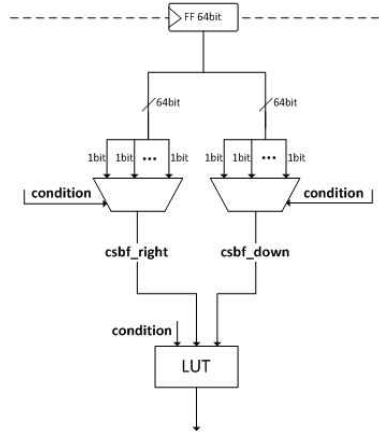 FF 64bit
64bit 64bit
1bit 1bit ••• 1bit 1bit 1bit ••• 1bit
condition condition
csbf_right csbf_down
condition
LUT